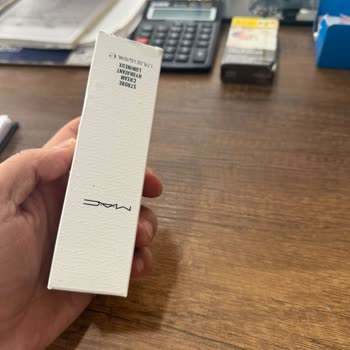 MAC
STROBE
CREAM
HYDRATANT
LUMINEUX